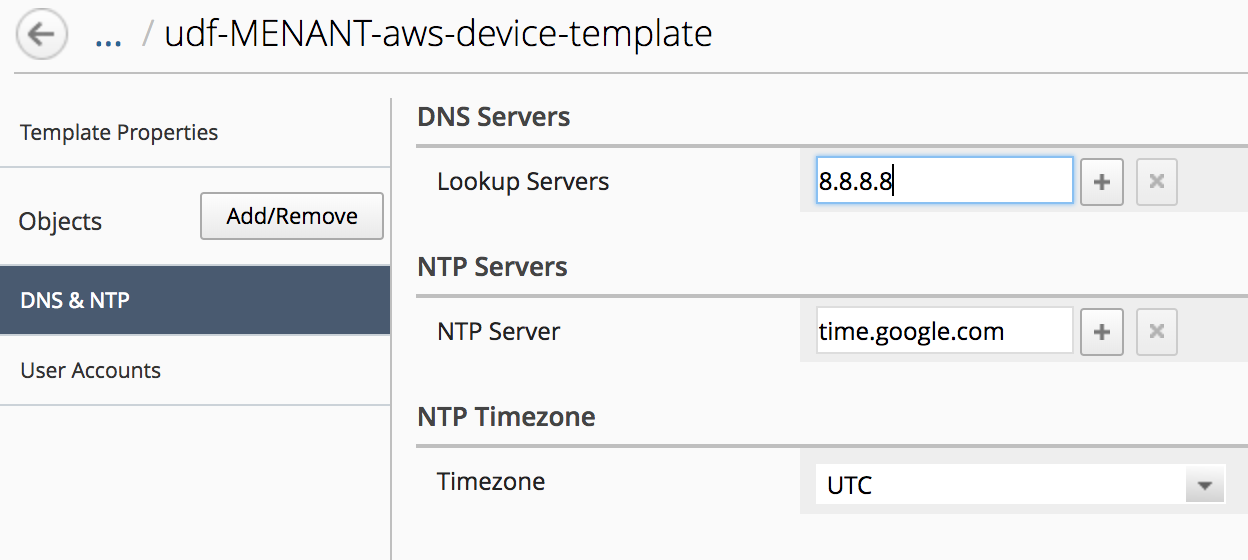 ... / udf-MENANT-aws-device-template
Template Properties
Objects
Add/Remove
DNS & NTP
User Accounts
DNS Servers
Lookup Servers
8.8.8.8
NTP Servers
NTP Server
time.google.com
NTP Timezone
Timezone
UTC